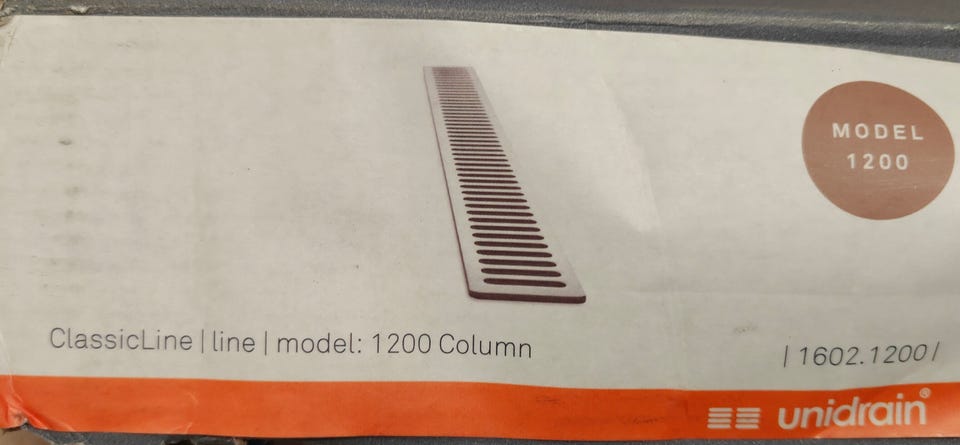 MODEL
1200
ClassicLine | line | model: 1200 Column
| 1602.1200 |
unidrain®